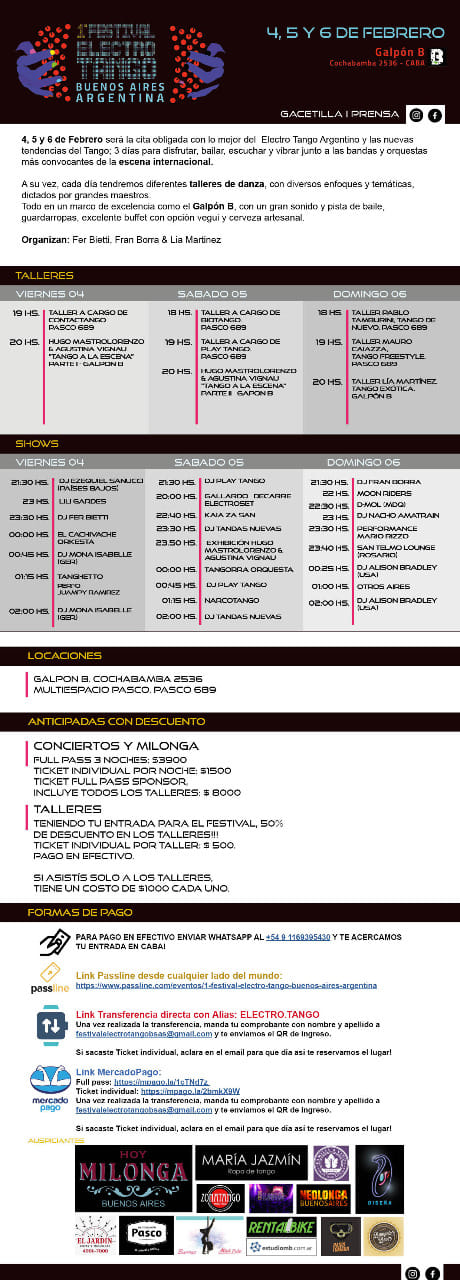 1°FESTIVAL
ELECTRO
TANGO
BUENOS AIRES
ARGENTINA
4, 5 Y 6 DE FEBRERO
Galpón B
Cochabamba 2536 - CABA
B
GACETILLA | PRENSA
4, 5 y 6 de Febrero será la cita obligada con lo mejor del Electro Tango Argentino y las nuevas
tendencias del Tango; 3 días para disfrutar, bailar, escuchar y vibrar junto a las bandas y orquestas
más convocantes de la escena internacional.
A su vez, cada día tendremos diferentes talleres de danza, con diversos enfoques y temáticas,
dictados por grandes maestros.
Todo en un marco de excelencia como el Galpón B, con un gran sonido y pista de baile,
guardarropas, excelente buffet con opción vegui y cerveza artesanal.
Organizan: Fer Bietti, Fran Borra & Lia Martinez
TALLERES
VIERNES 04
19 HS. TALLER A CARGO DE
CONTACTANGO
PASCO 689
20 HS. HUGO MASTROLORENZO
& AGUSTINA VIGNAU
"TANGO A LA ESCENA"
PARTE I - GALPON B
SABADO 05
18 HS. TALLER A CARGO DE
BIOTANGO.
PASCO 689
19 HS. TALLER A CARGO DE
PLAY TANGO
PASCO 689
20 HS. HUGO MASTROLORENZO
& AGUSTINA VIGNAU
"TANGO A LA ESCENA"
PARTE II GAPON B
DOMINGO 06
18 HS. TALLER PABLO
TAMBURINI, TANGO DE
NUEVO. PASCO 689
19 HS. TALLER MAURO
CAIAZZA,
TANGO FREESTYLE.
PASCO 689
20 HS. TALLER LÍA MARTÍNEZ.
TANGO EXÓTICA.
GALPÓN B
SHOWS
VIERNES 04
21:30 HS. DJ EZEQUIEL SANUCCI
(PAÍSES BAJOS)
23 HS. LILI GARDES
23:30 HS. DJ FER BIETTI
00:00 HS. EL CACHIVACHE
ORKESTA
00:45 HS. DJ MONA ISABELLE
(GER)
01:15 HS. TANGHETTO
PERFO
JUAMPY RAMIREZ
02:00 HS. DJ MONA ISABELLE
(GER)
SABADO 05
21:30 HS. DJ PLAY TANGO
20:00 HS. GALLARDO DECARRE
ELECTROSET
22:40 HS. KAIA ZA SAN
23:30 HS. DJ TANDAS NUEVAS
23:50 HS. EXHIBICIÓN HUGO
MASTROLORENZO &
AGUSTINA VIGNAU
00:00 HS. TANGORRA ORQUESTA
00:45 HS. DJ PLAY TANGO
01:15 HS. NARCOTANGO
02:00 HS. DJ TANDAS NUEVAS
DOMINGO 06
21:30 HS. DJ FRAN BORRA
22 HS. MOON RIDERS
22:30 HS. D-MOL (MDQ)
23 HS. DJ NACHO AMATRAIN
23:30 HS. PERFORMANCE
MARIO RIZZO
23:40 HS. SAN TELMO LOUNGE
(ROSARIO)
00:25 HS. DJ ALISON BRADLEY
(USA)
01:00 HS. OTROS AIRES
02:00 HS. DJ ALISON BRADLEY
(USA)
LOCACIONES
GALPON B. COCHABAMBA 2536
MULTIESPACIO PASCO. PASCO 689
ANTICIPADAS CON DESCUENTO
CONCIERTOS Y MILONGA
FULL PASS 3 NOCHES: $3900
TICKET INDIVIDUAL POR NOCHE: $1500
TICKET FULL PASS SPONSOR,
INCLUYE TODOS LOS TALLERES: $ 8000
TALLERES
TENIENDO TU ENTRADA PARA EL FESTIVAL, 50%
DE DESCUENTO EN LOS TALLERES!!!
TICKET INDIVIDUAL POR TALLER: $ 500.
PAGO EN EFECTIVO.
SI ASISTÍS SOLO A LOS TALLERES,
TIENE UN COSTO DE $1000 CADA UNO.
FORMAS DE PAGO
PARA PAGO EN EFECTIVO ENVIAR WHATSAPP AL +54 9 1169395430 Y TE ACERCAMOS
TU ENTRADA EN CABA!
passline
Link Passline desde cualquier lado del mundo:
https://www.passline.com/eventos/1-festival-electro-tango-buenos-aires-argentina
Link Transferencia directa con Alias: ELECTRO.TANGO
Una vez realizada la transferencia, manda tu comprobante con nombre y apellido a
festivalelectrotangobsas@gmail.com y te enviamos el QR de ingreso.
Si sacaste Ticket individual, aclara en el email para que día así te reservamos el lugar!
mercado
pago
Link MercadoPago:
Full pass: https://mpago.la/1cTNd7z
Ticket individual: https://mpago.la/2bmkX9W
Una vez realizada la transferencia, manda tu comprobante con nombre y apellido a
festivalelectrotangobsas@gmail.com y te enviamos el QR de ingreso.
Si sacaste Ticket individual, aclara en el email para que día así te reservamos el lugar!
AUSPICIANTES
HOY
MILONGA
BUENOS AIRES
MARÍA JAZMÍN
Ropa de tango
ZONATANGO
NEOLONGA
BUENOSAIRES
DISEÑA
EL JARDIN
4001-7000
Pasco
RENTALBIKE
estudiomb.com.ar